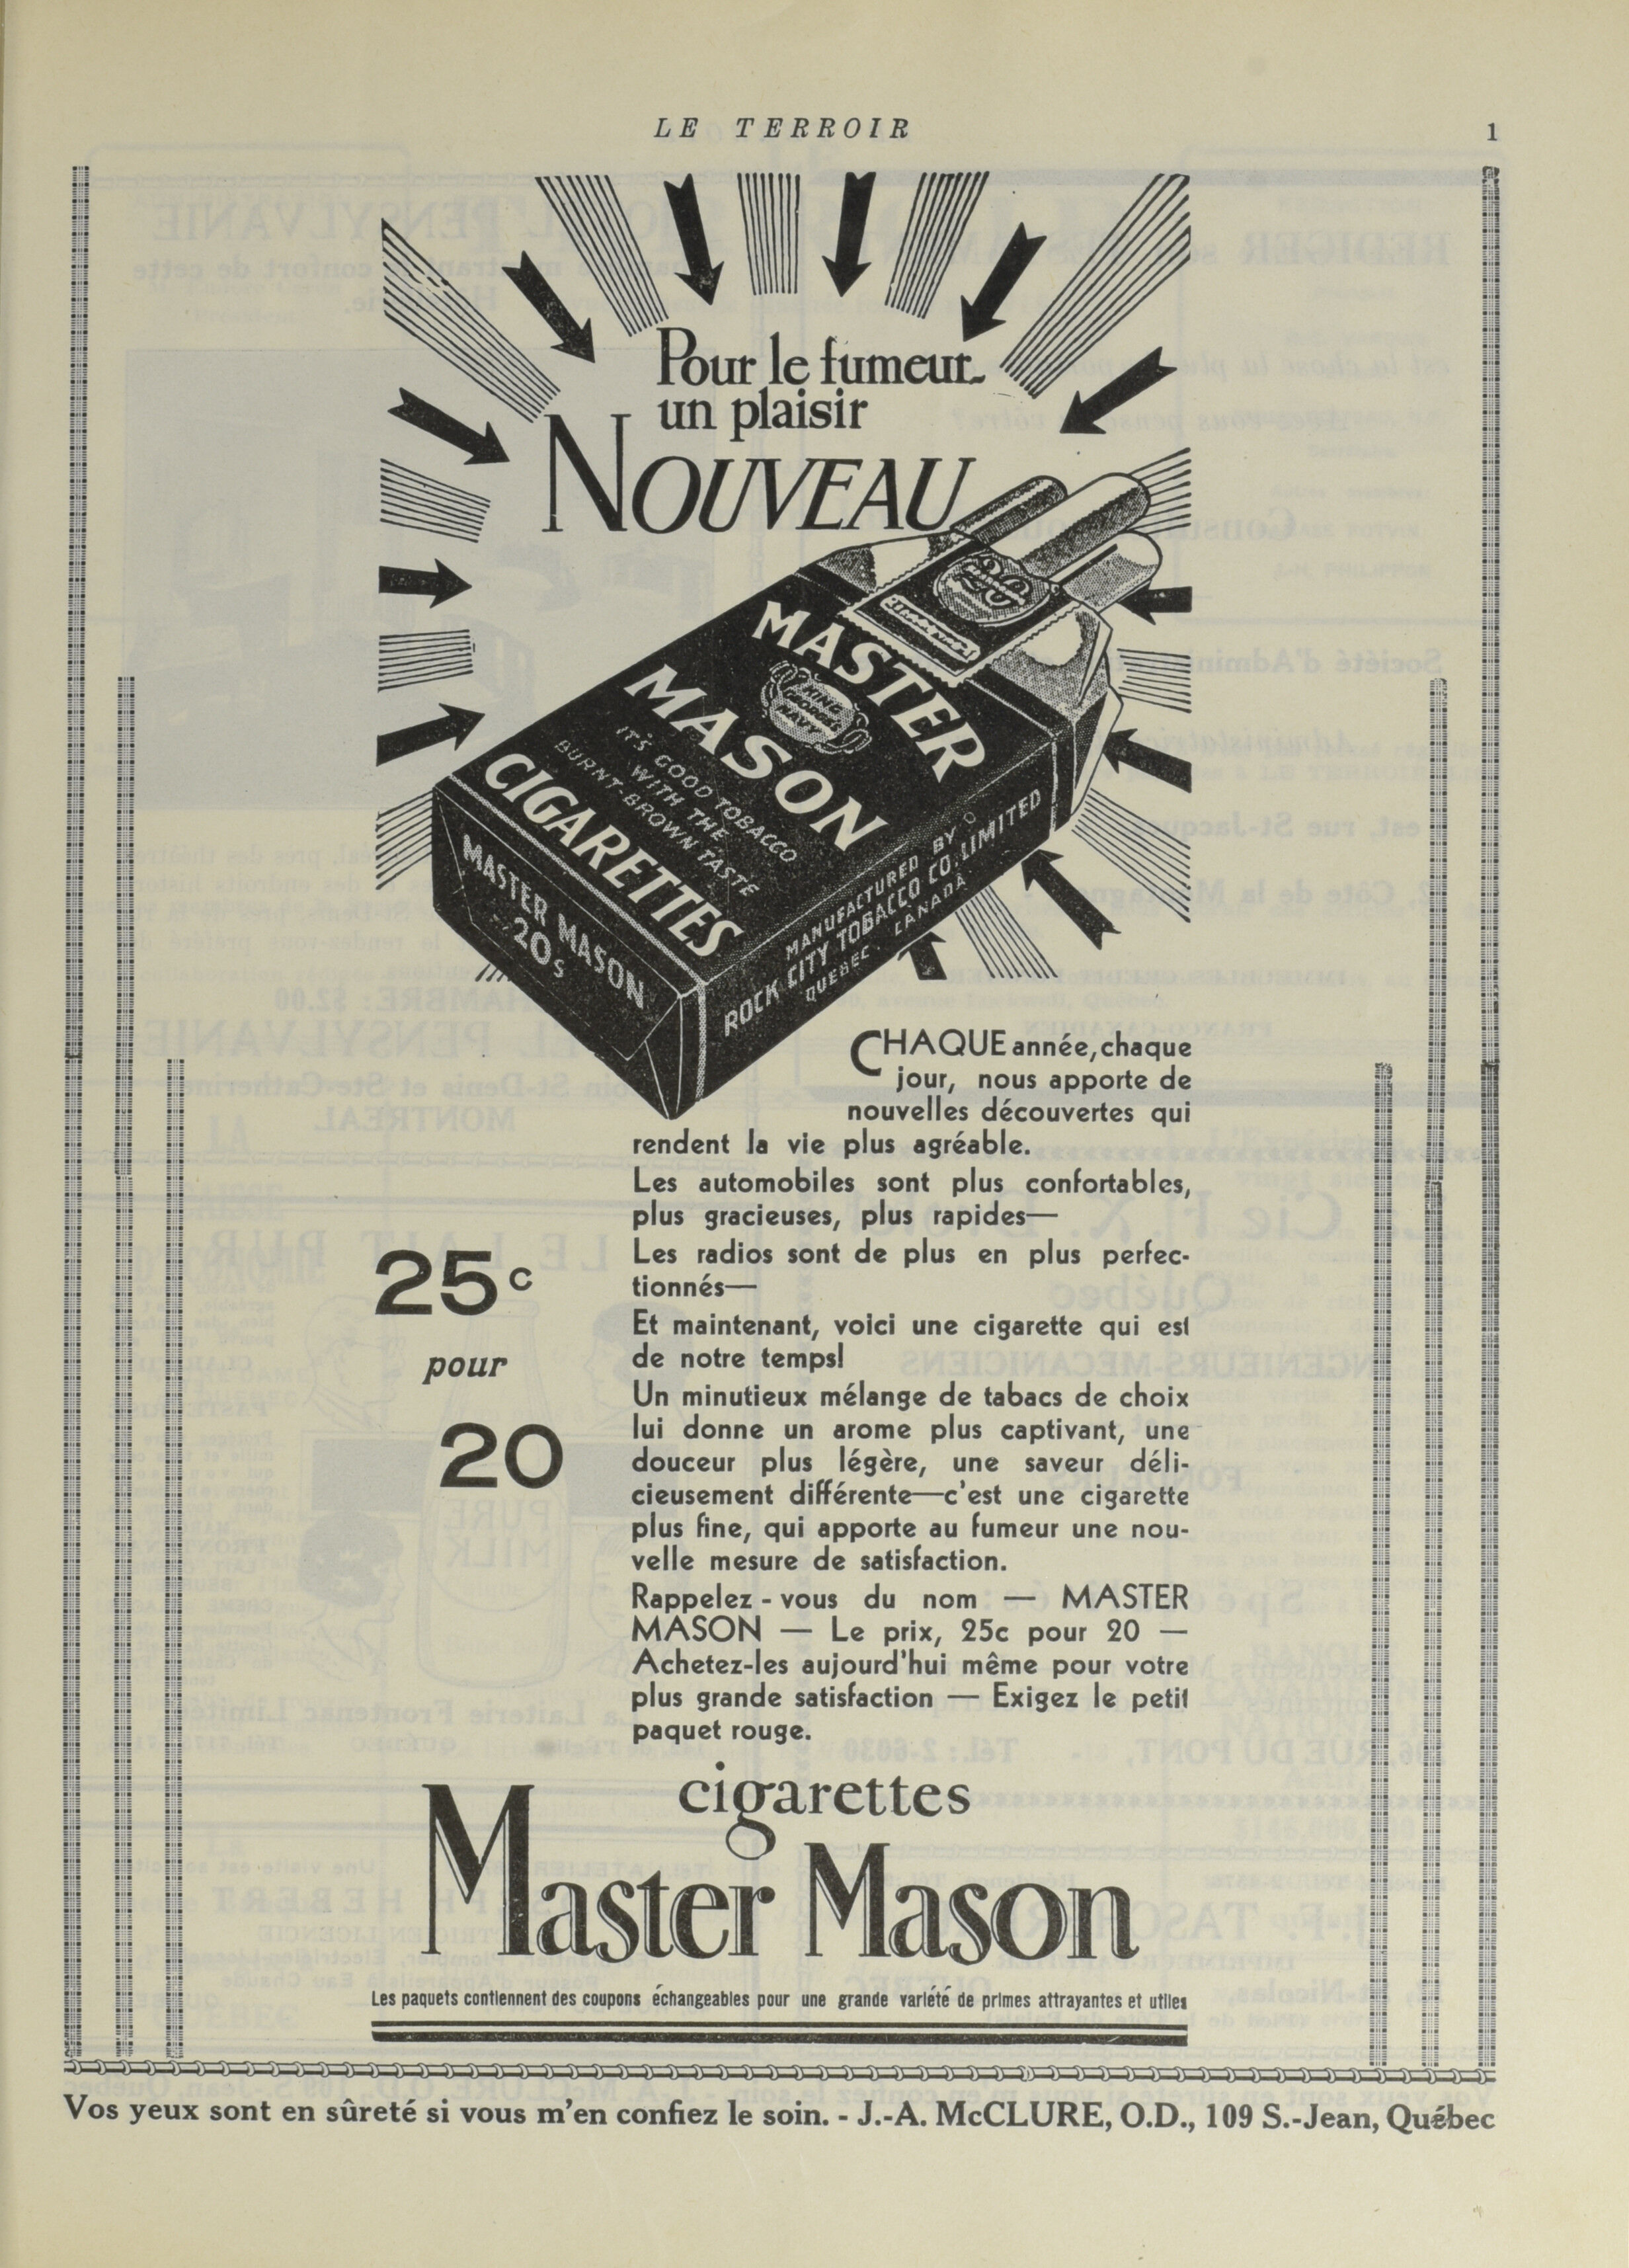 LE TERROIR
1
Pour le fumeur
un plaisir
NOUVEAU
MASTER
MASON
KING
GEORGE'S
NAVY
IT'S GOOD TOBACCO
WITH THE
BURNT-BROWN TASTE
CIGARETTES
MASTER MASON
20s
MANUFACTURED BY
ROCK CITY TOBACCO CO. LIMITED
QUEBEC CANADA
CHAQUE année, chaque
jour, nous apporte de
nouvelles découvertes qui
rendent la vie plus agréable.
Les automobiles sont plus confortables,
plus gracieuses, plus rapides—
Les radios sont de plus en plus perfec-
tionnés—
Et maintenant, voici une cigarette qui est
de notre temps!
Un minutieux mélange de tabacs de choix
lui donne un arome plus captivant, une
douceur plus légère, une saveur déli-
cieusement différente—c'est une cigarette
plus fine, qui apporte au fumeur une nou-
velle mesure de satisfaction.
Rappelez-vous du nom — MASTER
MASON — Le prix, 25c pour 20 —
Achetez-les aujourd'hui même pour votre
plus grande satisfaction — Exigez le petit
paquet rouge.
25c
pour
20
cigarettes
Master Mason
Les paquets contiennent des coupons échangeables pour une grande variété de primes attrayantes et utiles
Vos yeux sont en sûreté si vous m'en confiez le soin. - J.-A. McCLURE, O.D., 109 S.-Jean, Québec